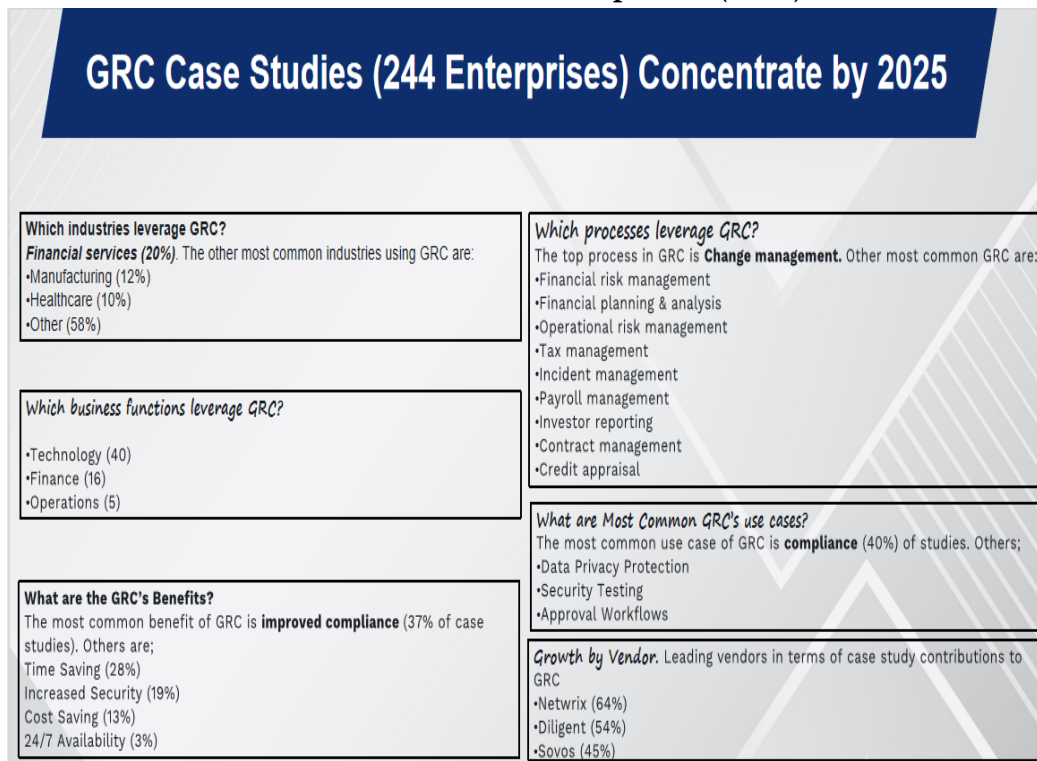 GRC Case Studies (244 Enterprises) Concentrate by 2025
Which industries leverage GRC?
Financial services (20%). The other most common industries using GRC are:
•Manufacturing (12%)
•Healthcare (10%)
•Other (58%)
Which business functions leverage GRC?
•Technology (40)
•Finance (16)
•Operations (5)
What are the GRC's Benefits?
The most common benefit of GRC is improved compliance (37% of case
studies). Others are;
Time Saving (28%)
Increased Security (19%)
Cost Saving (13%)
24/7 Availability (3%)
Which processes leverage GRC?
The top process in GRC is Change management. Other most common GRC are:
•Financial risk management
•Financial planning & analysis
•Operational risk management
•Tax management
•Incident management
•Payroll management
•Investor reporting
•Contract management
•Credit appraisal
What are Most Common GRC's use cases?
The most common use case of GRC is compliance (40%) of studies. Others;
•Data Privacy Protection
•Security Testing
•Approval Workflows
Growth by Vendor. Leading vendors in terms of case study contributions to
GRC
•Netwrix (64%)
•Diligent (54%)
•Sovos (45%)